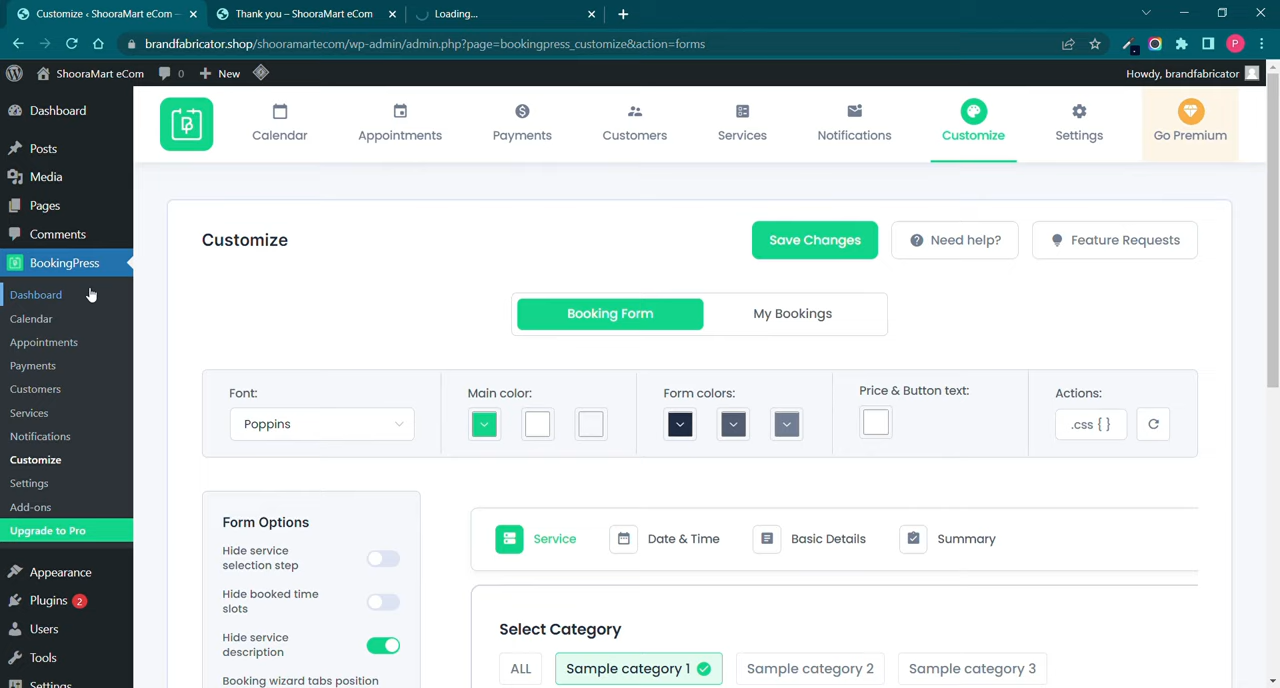 Customize ‹ ShooraMart eCom —
Thank you – ShooraMart eCom
Loading...
brandfabricator.shop/shooramartecom/wp-admin/admin.php?page=bookingpress_customize&action=forms
P
ShooraMart eCom
0
New
Howdy, brandfabricator
Dashboard
Posts
Media
Pages
Comments
BookingPress
Dashboard
Calendar
Appointments
Payments
Customers
Services
Notifications
Customize
Settings
Add-ons
Upgrade to Pro
Appearance
Plugins 2
Users
Tools
Settings
Calendar
Appointments
Payments
Customers
Services
Notifications
Customize
Settings
Go Premium
Customize
Save Changes
Need help?
Feature Requests
Booking Form
My Bookings
Font:
Poppins
Main color:
Form colors:
Price & Button text:
Actions:
.css { }
Form Options
Hide service
selection step
Hide booked time
slots
Hide service
description
Booking wizard tabs position
Service
Date & Time
Basic Details
Summary
Select Category
ALL
Sample category 1
Sample category 2
Sample category 3